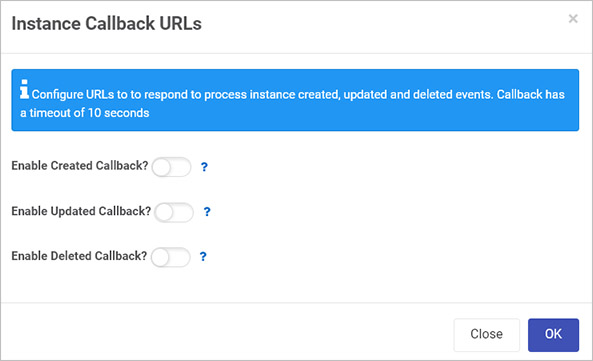 Instance Callback URLs
×
i Configure URLs to to respond to process instance created, updated and deleted events. Callback has
a timeout of 10 seconds
Enable Created Callback? ?
Enable Updated Callback? ?
Enable Deleted Callback? ?
Close OK